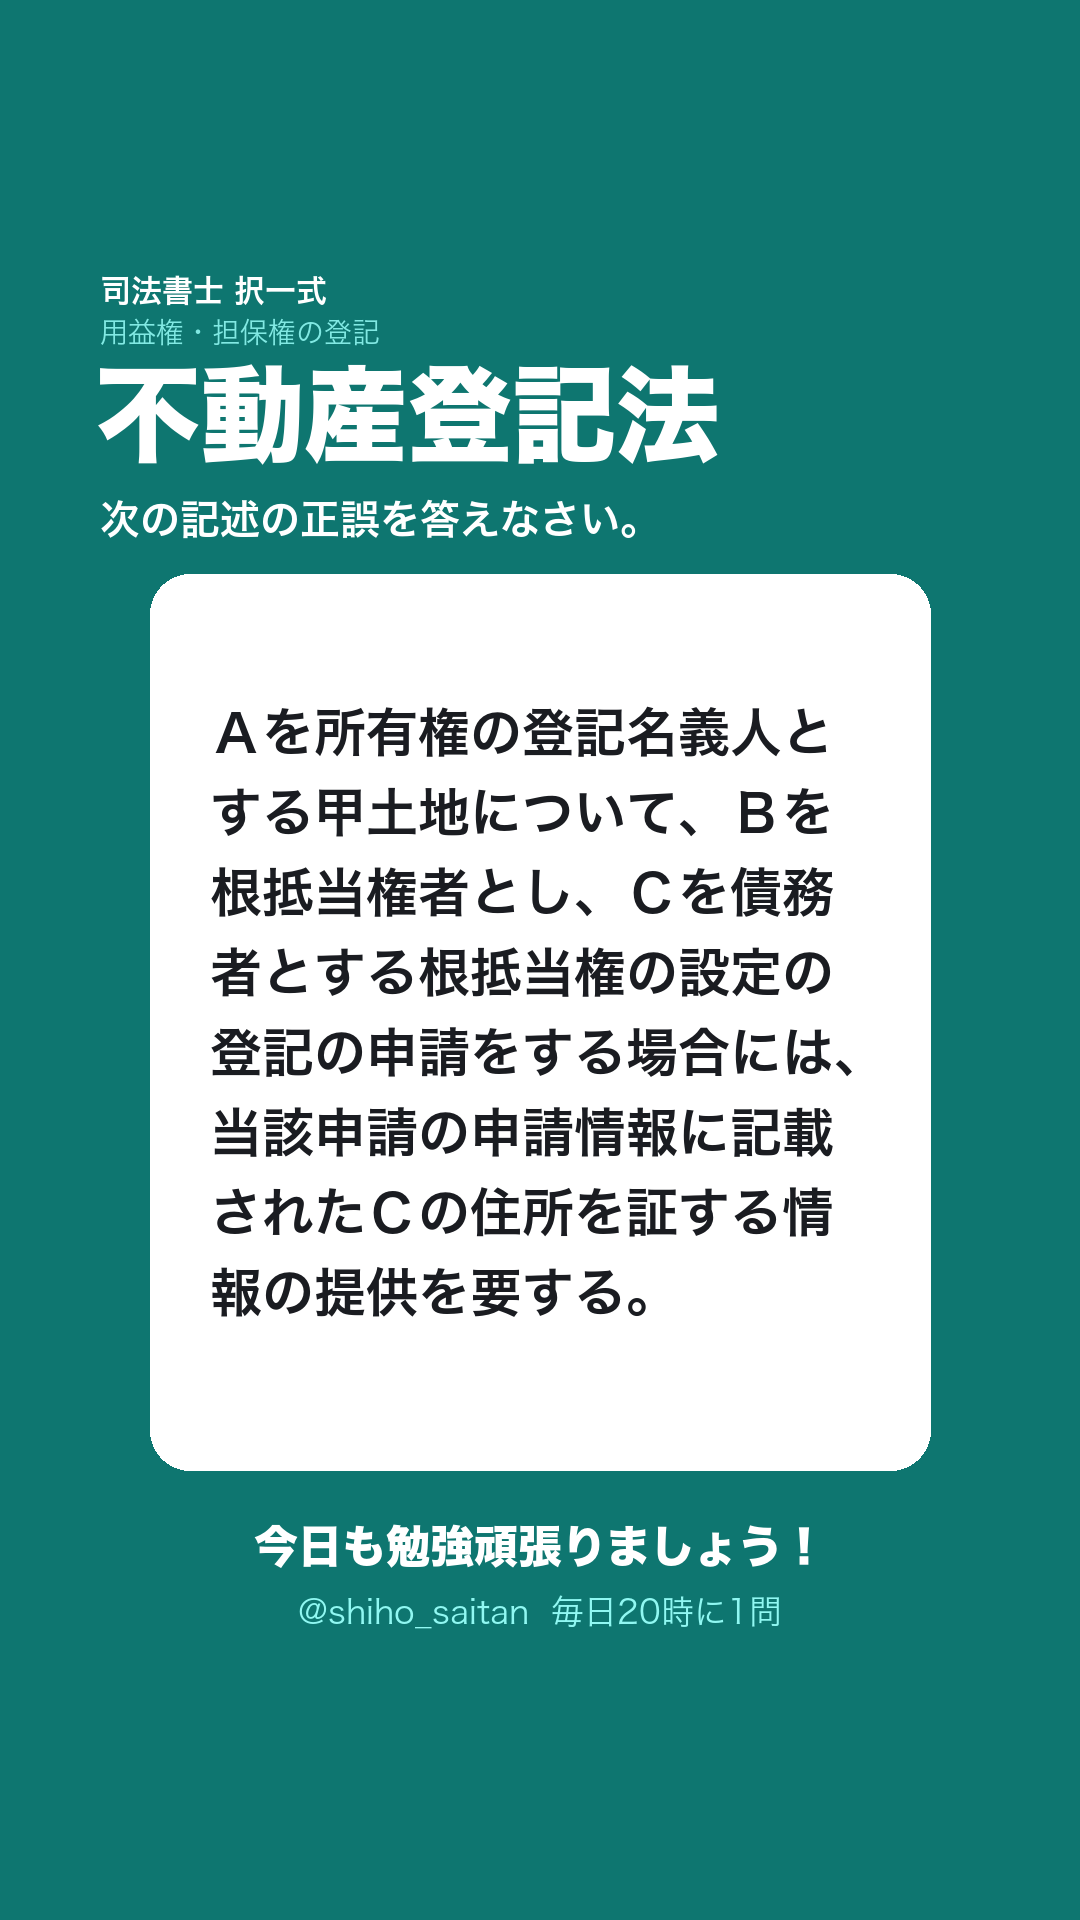 司法書士 択一式
用益権・担保権の登記
不動産登記法
次の記述の正誤を答えなさい。
Ａを所有権の登記名義人と
する甲土地について、Ｂを
根抵当権者とし、Ｃを債務
者とする根抵当権の設定の
登記の申請をする場合には、
当該申請の申請情報に記載
されたＣの住所を証する情
報の提供を要する。
今日も勉強頑張りましょう！
@shiho_saitan 毎日20時に1問